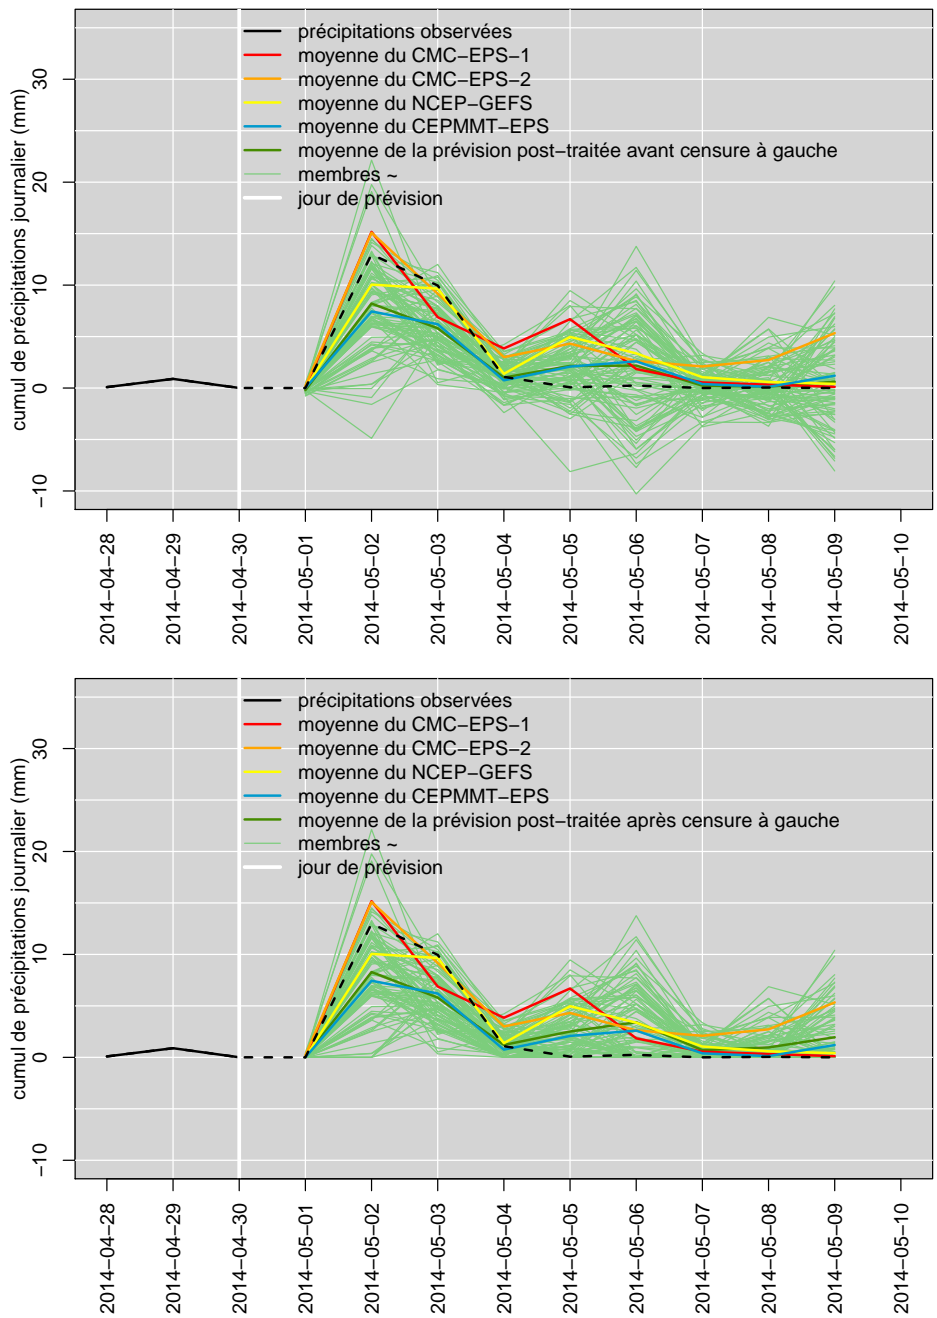 précipitations observées
moyenne du CMC−EPS−1
moyenne du CMC−EPS−2
moyenne du NCEP−GEFS
moyenne du CEPMMT−EPS
moyenne de la prévision post−traitée avant censure à gauche
membres ~
jour de prévision
cumul de précipitations journalier (mm)
30
20
10
0
−10
2014−04−28
2014−04−29
2014−04−30
2014−05−01
2014−05−02
2014−05−03
2014−05−04
2014−05−05
2014−05−06
2014−05−07
2014−05−08
2014−05−09
2014−05−10
précipitations observées
moyenne du CMC−EPS−1
moyenne du CMC−EPS−2
moyenne du NCEP−GEFS
moyenne du CEPMMT−EPS
moyenne de la prévision post−traitée après censure à gauche
membres ~
jour de prévision
cumul de précipitations journalier (mm)
30
20
10
0
−10
2014−04−28
2014−04−29
2014−04−30
2014−05−01
2014−05−02
2014−05−03
2014−05−04
2014−05−05
2014−05−06
2014−05−07
2014−05−08
2014−05−09
2014−05−10